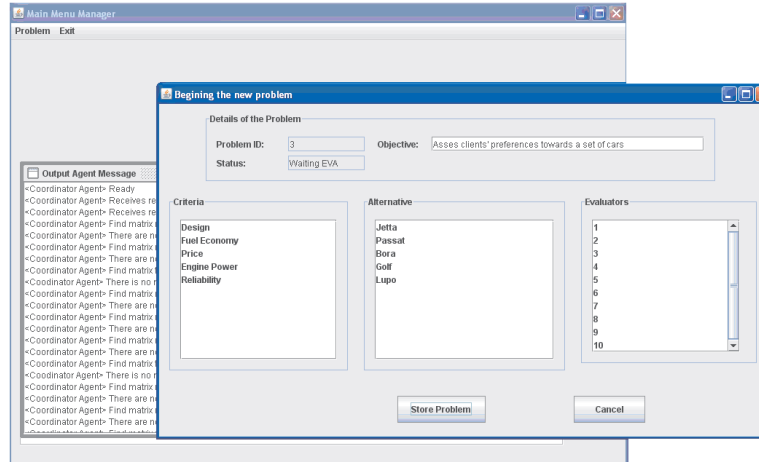 Main Menu Manager
Problem Exit
Begining the new problem
Details of the Problem
Problem ID: 3 Objective: Asses clients' preferences towards a set of cars
Status: Waiting EVA
Output Agent Message
<Coordinator Agent> Ready
<Coordinator Agent> Receives re
<Coordinator Agent> Receives re
<Coordinator Agent> Find matrix
<Coordinator Agent> There are n
<Coordinator Agent> Find matrix
<Coordinator Agent> There are n
<Coordinator Agent> Find matrix
<Coodinator Agent> There is no
<Coordinator Agent> Find matrix
<Coordinator Agent> There are n
<Coordinator Agent> Find matrix
<Coordinator Agent> There are n
<Coordinator Agent> Find matrix
<Coordinator Agent> There are n
<Coordinator Agent> Find matrix
<Coodinator Agent> There is no
<Coordinator Agent> Find matrix
<Coordinator Agent> There are n
<Coordinator Agent> Find matrix
<Coordinator Agent> There are n
Criteria
Design
Fuel Economy
Price
Engine Power
Reliability
Alternative
Jetta
Passat
Bora
Golf
Lupo
Evaluators
1
2
3
4
5
6
7
8
9
10
Store Problem
Cancel